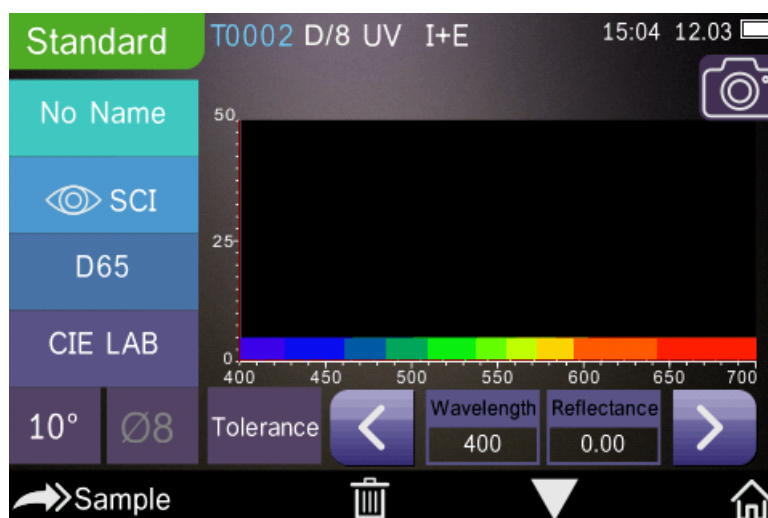 Standard
T0002 D/8 UV I+E
15:04 12.03
No Name
SCI
D65
CIE LAB
10° Ø8
50
25
0
400 450 500 550 600 650 700
Tolerance
Wavelength
400
Reflectance
0.00
Sample